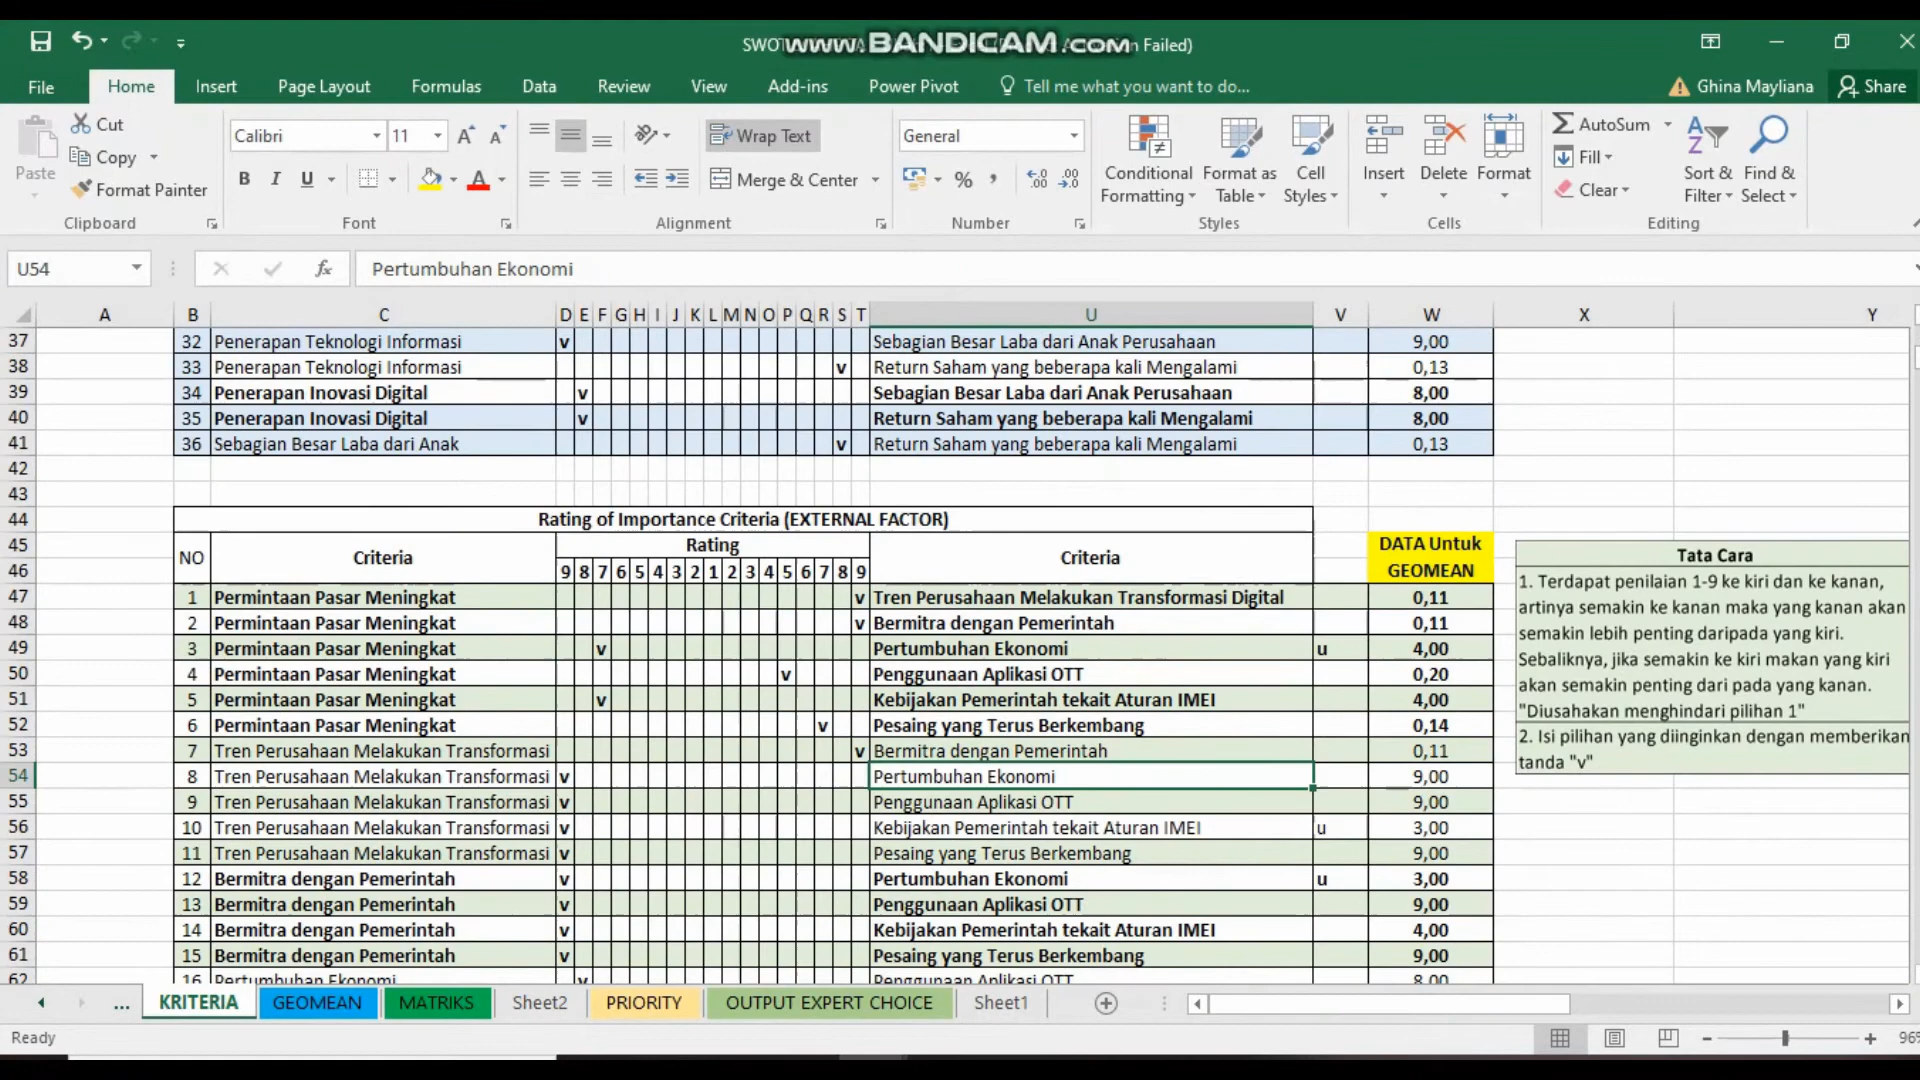 SWOT www.BANDICAM.com n Failed)
File Home Insert Page Layout Formulas Data Review View Add-ins Power Pivot Tell me what you want to do... Ghina Mayliana Share
Paste Cut Copy Format Painter Clipboard
Calibri 11 B I U Font
Wrap Text Merge & Center Alignment
General % Number
Conditional Formatting Format as Table Cell Styles Styles
Insert Delete Format Cells
AutoSum Fill Clear Sort & Filter Find & Select Editing
U54 fx Pertumbuhan Ekonomi
A B C D E F G H I J K L M N O P Q R S T U V W X Y
37 32 Penerapan Teknologi Informasi v Sebagian Besar Laba dari Anak Perusahaan 9,00
38 33 Penerapan Teknologi Informasi v Return Saham yang beberapa kali Mengalami 0,13
39 34 Penerapan Inovasi Digital v Sebagian Besar Laba dari Anak Perusahaan 8,00
40 35 Penerapan Inovasi Digital v Return Saham yang beberapa kali Mengalami 8,00
41 36 Sebagian Besar Laba dari Anak v Return Saham yang beberapa kali Mengalami 0,13
42
43
44 Rating of Importance Criteria (EXTERNAL FACTOR)
45 NO Criteria Rating Criteria DATA Untuk GEOMEAN
46 9 8 7 6 5 4 3 2 1 2 3 4 5 6 7 8 9
47 1 Permintaan Pasar Meningkat v Tren Perusahaan Melakukan Transformasi Digital 0,11
48 2 Permintaan Pasar Meningkat v Bermitra dengan Pemerintah 0,11
49 3 Permintaan Pasar Meningkat v Pertumbuhan Ekonomi u 4,00
50 4 Permintaan Pasar Meningkat v Penggunaan Aplikasi OTT 0,20
51 5 Permintaan Pasar Meningkat v Kebijakan Pemerintah tekait Aturan IMEI 4,00
52 6 Permintaan Pasar Meningkat v Pesaing yang Terus Berkembang 0,14
53 7 Tren Perusahaan Melakukan Transformasi v Bermitra dengan Pemerintah 0,11
54 8 Tren Perusahaan Melakukan Transformasi v Pertumbuhan Ekonomi 9,00
55 9 Tren Perusahaan Melakukan Transformasi v Penggunaan Aplikasi OTT 9,00
56 10 Tren Perusahaan Melakukan Transformasi v Kebijakan Pemerintah tekait Aturan IMEI u 3,00
57 11 Tren Perusahaan Melakukan Transformasi v Pesaing yang Terus Berkembang 9,00
58 12 Bermitra dengan Pemerintah v Pertumbuhan Ekonomi u 3,00
59 13 Bermitra dengan Pemerintah v Penggunaan Aplikasi OTT 9,00
60 14 Bermitra dengan Pemerintah v Kebijakan Pemerintah tekait Aturan IMEI 4,00
61 15 Bermitra dengan Pemerintah v Pesaing yang Terus Berkembang 9,00
62 16 Pertumbuhan Ekonomi v Penggunaan Aplikasi OTT 8,00
Tata Cara
1. Terdapat penilaian 1-9 ke kiri dan ke kanan,
artinya semakin ke kanan maka yang kanan akan
semakin lebih penting daripada yang kiri.
Sebaliknya, jika semakin ke kiri makan yang kiri
akan semakin penting dari pada yang kanan.
"Diusahakan menghindari pilihan 1"
2. Isi pilihan yang diinginkan dengan memberikan
tanda "v"
... KRITERIA GEOMEAN MATRIKS Sheet2 PRIORITY OUTPUT EXPERT CHOICE Sheet1
Ready 96